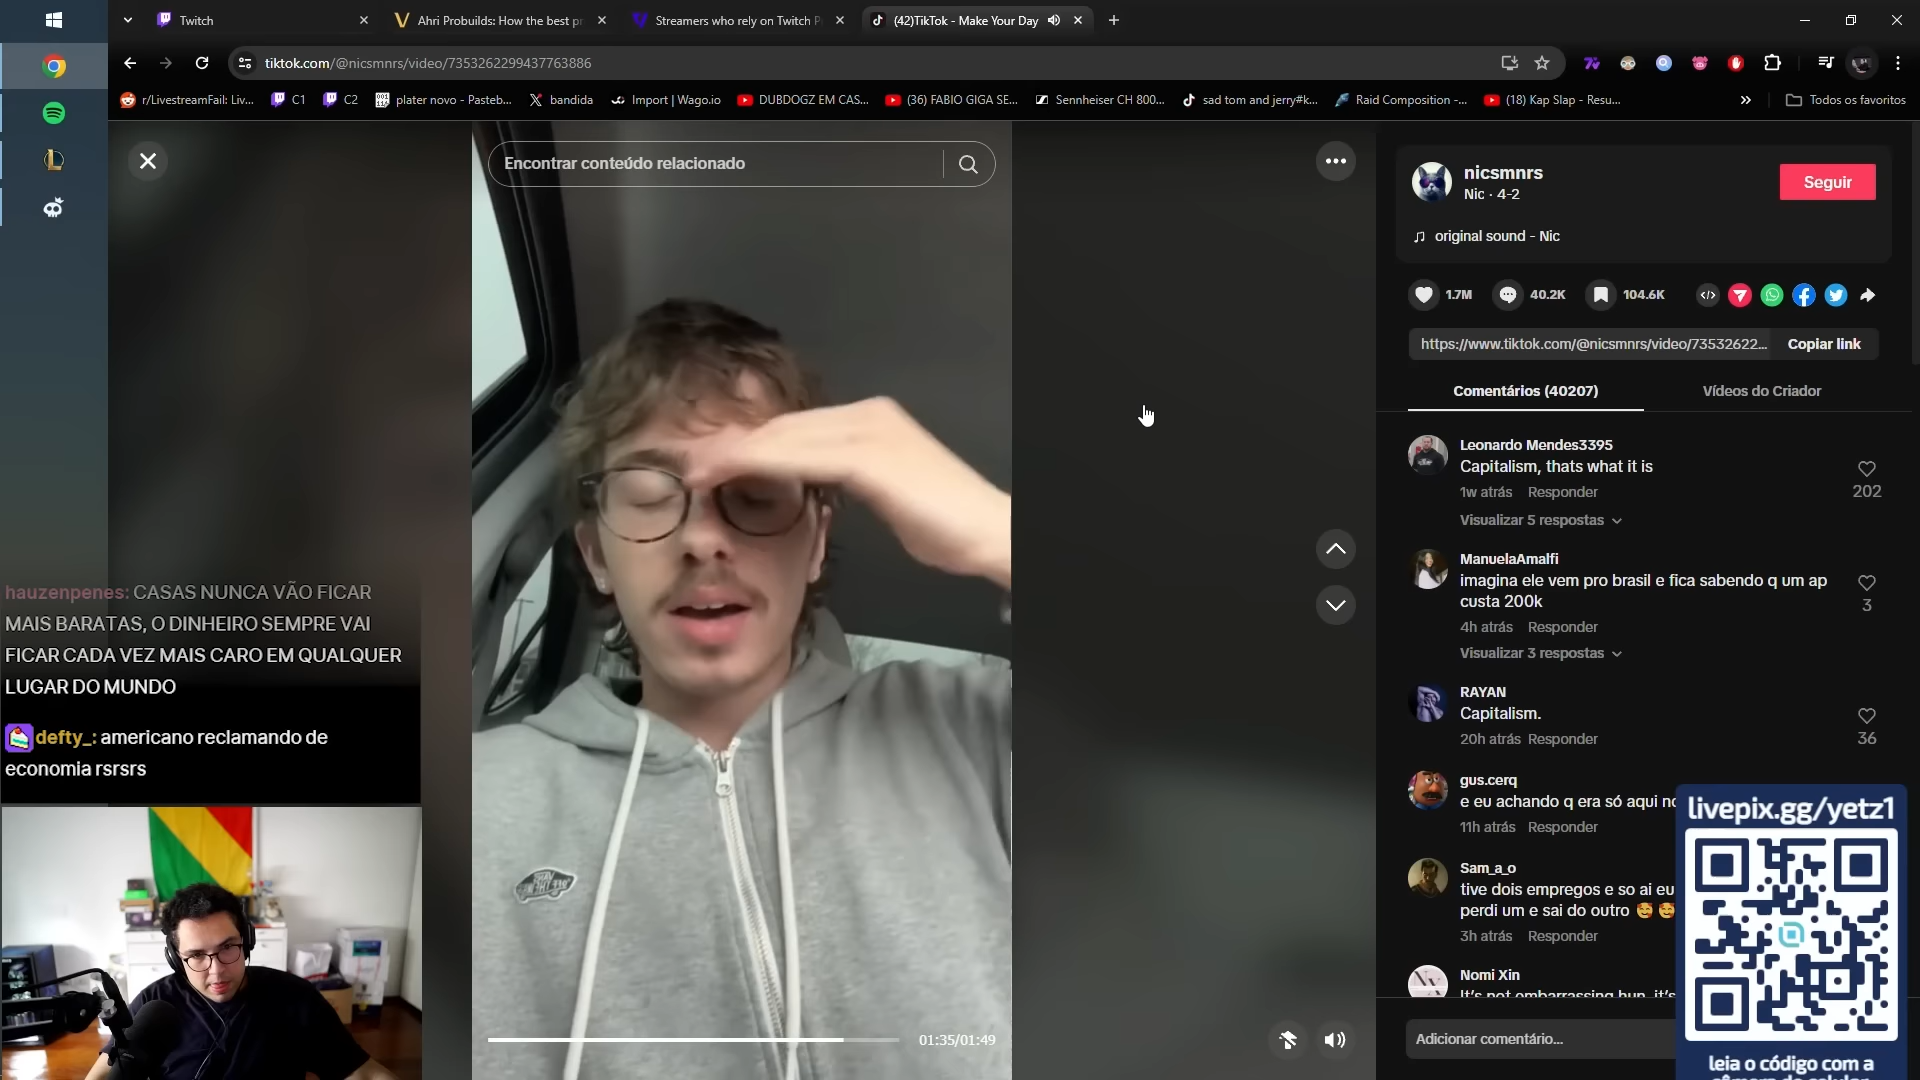 Twitch
Ahri Probuilds: How the best pr
Streamers who rely on Twitch P
(42)TikTok - Make Your Day
tiktok.com/@nicsmnrs/video/7353262299437763886
r/LivestreamFail: Liv...
C1
C2
plater novo - Pasteb...
bandida
Import | Wago.io
DUBDOGZ EM CAS...
(36) FABIO GIGA SE...
Sennheiser CH 800...
sad tom and jerry#k...
Raid Composition -...
(18) Kap Slap - Resu...
Todos os favoritos
Encontrar conteúdo relacionado
nicsmnrs
Nic · 4-2
Seguir
original sound - Nic
1.7M
40.2K
104.6K
https://www.tiktok.com/@nicsmnrs/video/73532622...
Copiar link
Comentários (40207)
Vídeos do Criador
Leonardo Mendes3395
Capitalism, thats what it is
1w atrás Responder
202
Visualizar 5 respostas
ManuelaAmalfi
imagina ele vem pro brasil e fica sabendo q um ap
custa 200k
3
4h atrás Responder
Visualizar 3 respostas
RAYAN
Capitalism.
20h atrás Responder
36
gus.cerq
e eu achando q era só aqui no
11h atrás Responder
Sam_a_o
tive dois empregos e so ai eu
perdi um e sai do outro 🥰🥰
3h atrás Responder
Nomi Xin
It's not embarrassing hun, it's
Adicionar comentário...
hauzenpenes: CASAS NUNCA VÃO FICAR
MAIS BARATAS, O DINHEIRO SEMPRE VAI
FICAR CADA VEZ MAIS CARO EM QUALQUER
LUGAR DO MUNDO
defty_: americano reclamando de
economia rsrsrs
01:35/01:49
livepix.gg/yetz1
leia o código com a